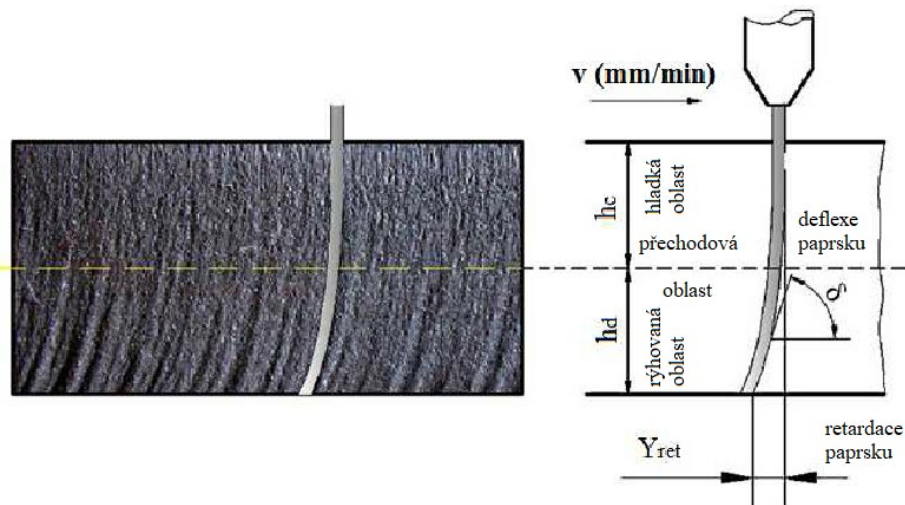 v (mm/min)
hc
hladká
oblast
přechodová
deflexe
paprsku
oblast
δ
hd
rýhovaná
oblast
Yret
retardace
paprsku